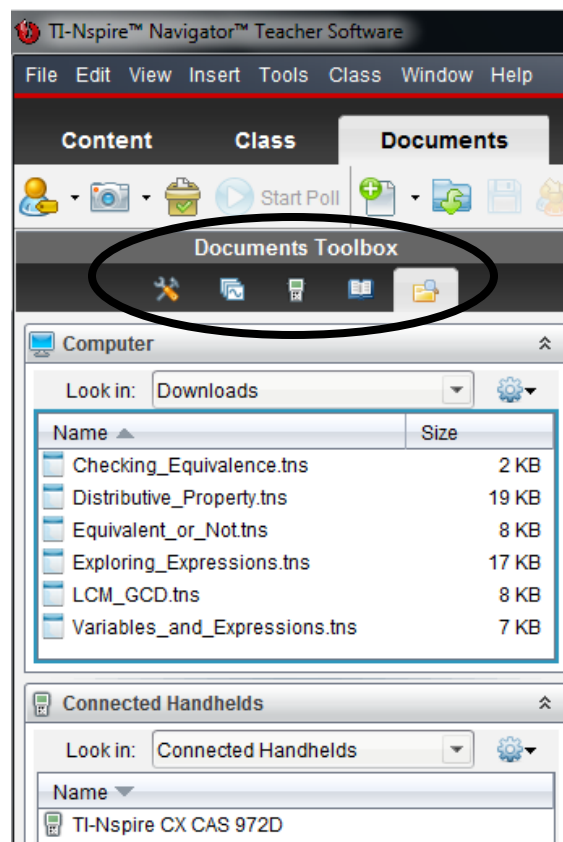 TI-Nspire™ Navigator™ Teacher Software
File Edit View Insert Tools Class Window Help
Content Class Documents
Start Poll
Documents Toolbox
Computer
Look in: Downloads
Name Size
Checking_Equivalence.tns 2 KB
Distributive_Property.tns 19 KB
Equivalent_or_Not.tns 8 KB
Exploring_Expressions.tns 17 KB
LCM_GCD.tns 8 KB
Variables_and_Expressions.tns 7 KB
Connected Handhelds
Look in: Connected Handhelds
Name
TI-Nspire CX CAS 972D